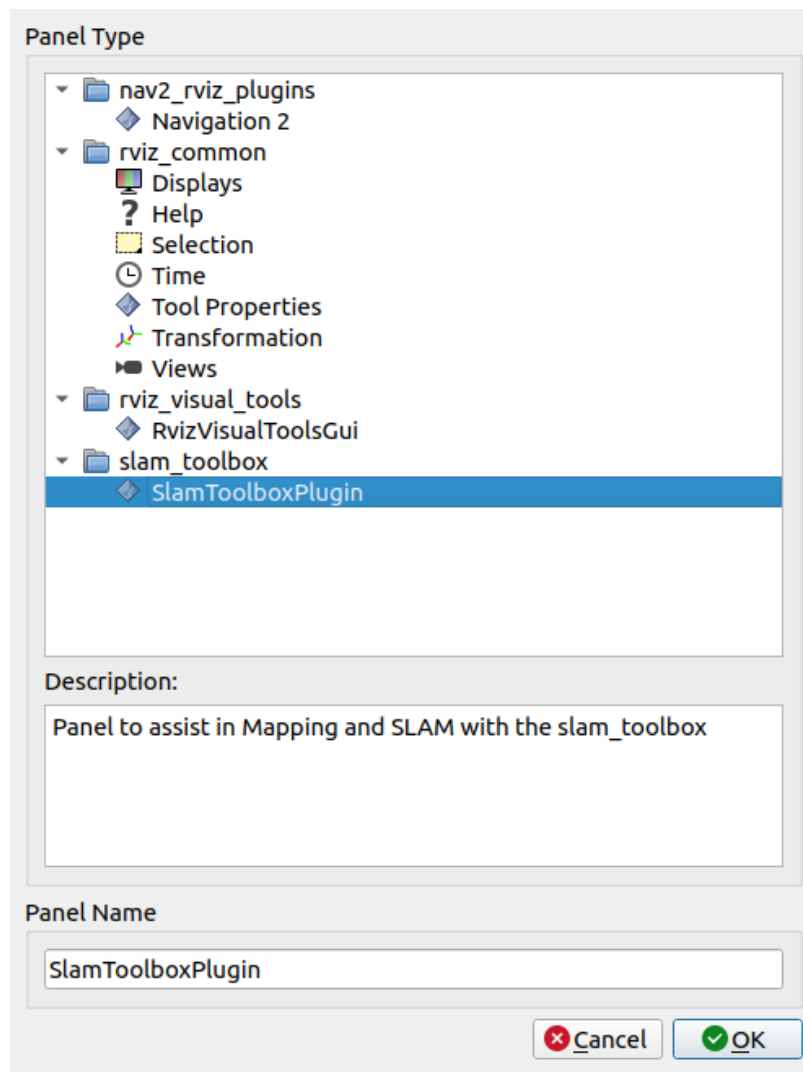 Panel Type
nav2_rviz_plugins
Navigation 2
rviz_common
Displays
Help
Selection
Time
Tool Properties
Transformation
Views
rviz_visual_tools
RvizVisualToolsGui
slam_toolbox
SlamToolboxPlugin
Description:
Panel to assist in Mapping and SLAM with the slam_toolbox
Panel Name
SlamToolboxPlugin
Cancel OK